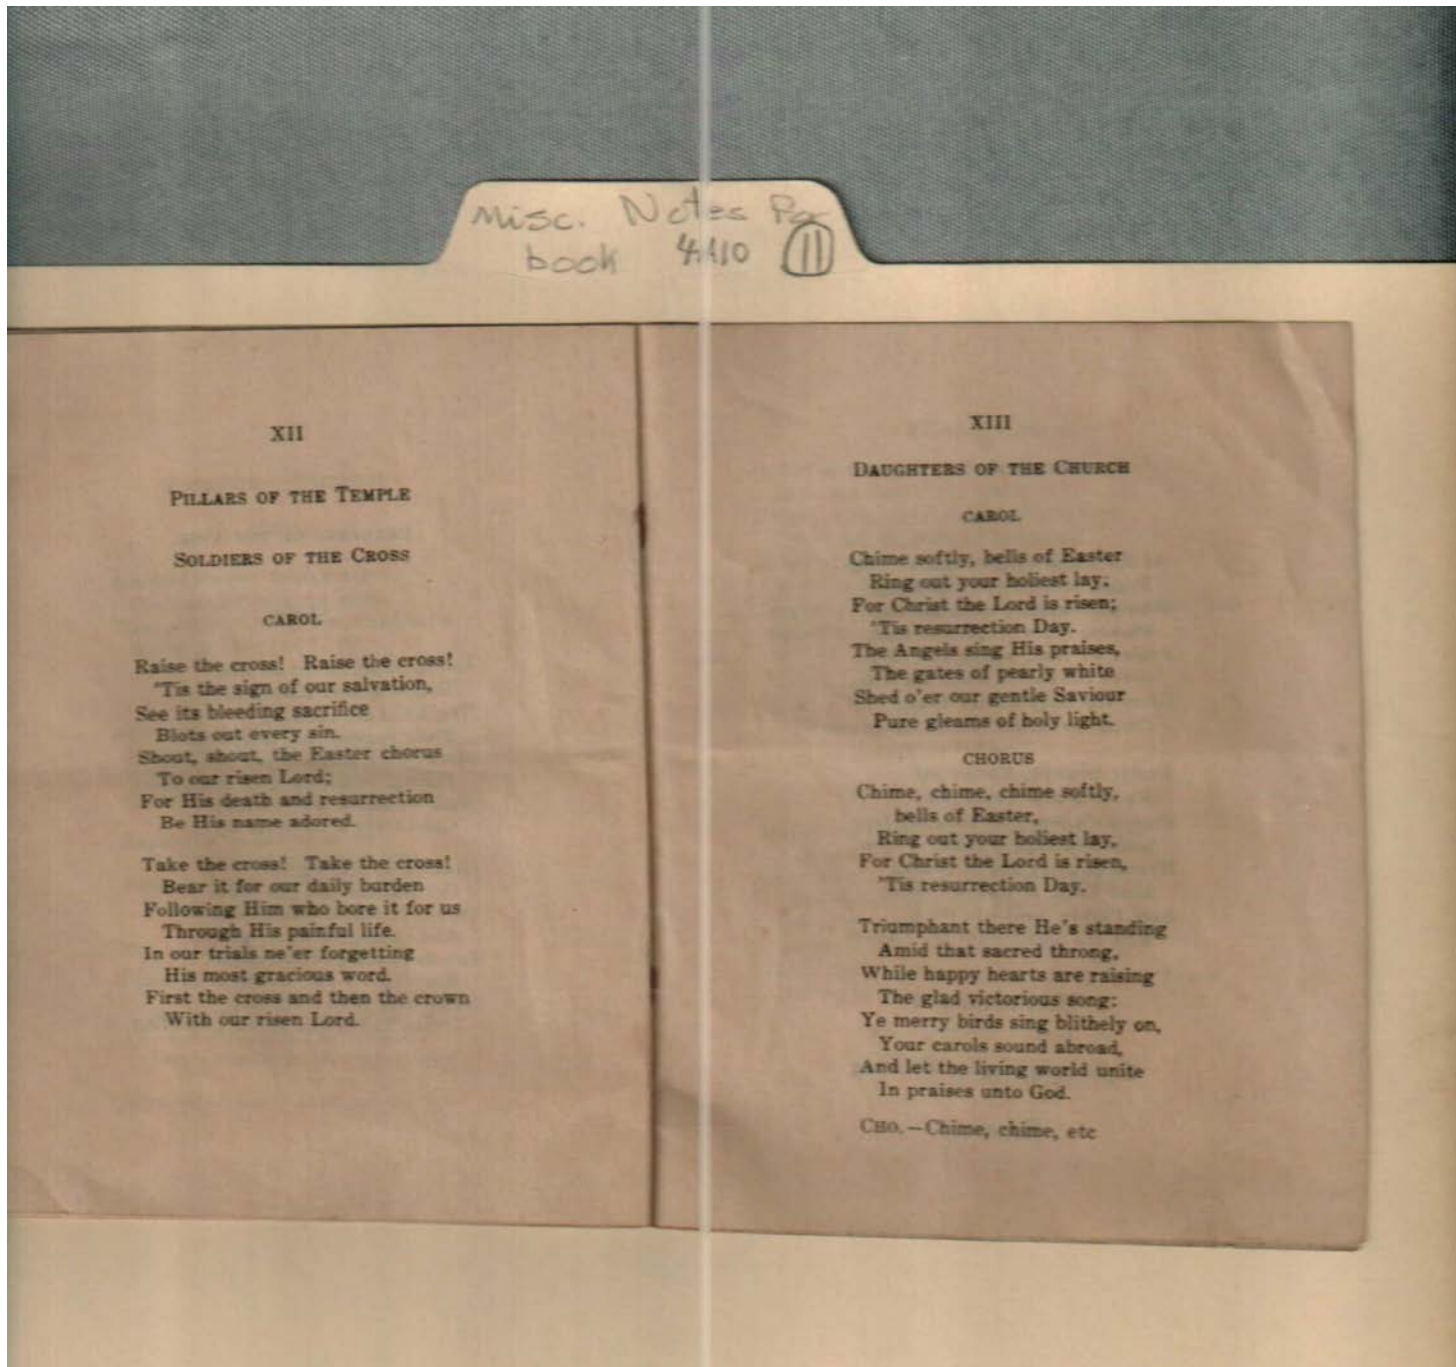 Misc. Notes For
book 4A10 11
XII
PILLARS OF THE TEMPLE
SOLDIERS OF THE CROSS
CAROL
Raise the cross! Raise the cross!
'Tis the sign of our salvation,
See its bleeding sacrifice
Blots out every sin.
Shout, shout, the Easter chorus
To our risen Lord;
For His death and resurrection
Be His name adored.
Take the cross! Take the cross!
Bear it for our daily burden
Following Him who bore it for us
Through His painful life.
In our trials ne'er forgetting
His most gracious word.
First the cross and then the crown
With our risen Lord.
XIII
DAUGHTERS OF THE CHURCH
CAROL
Chime softly, bells of Easter
Ring out your holiest lay;
For Christ the Lord is risen;
'Tis resurrection Day.
The Angels sing His praises,
The gates of pearly white
Shed o'er our gentle Saviour
Pure gleams of holy light.
CHORUS
Chime, chime, chime softly,
bells of Easter,
Ring out your holiest lay,
For Christ the Lord is risen,
'Tis resurrection Day.
Triumphant there He's standing
Amid that sacred throng,
While happy hearts are raising
The glad victorious song:
Ye merry birds sing blithely on,
Your carols sound abroad,
And let the living world unite
In praises unto God.
CHO.—Chime, chime, etc